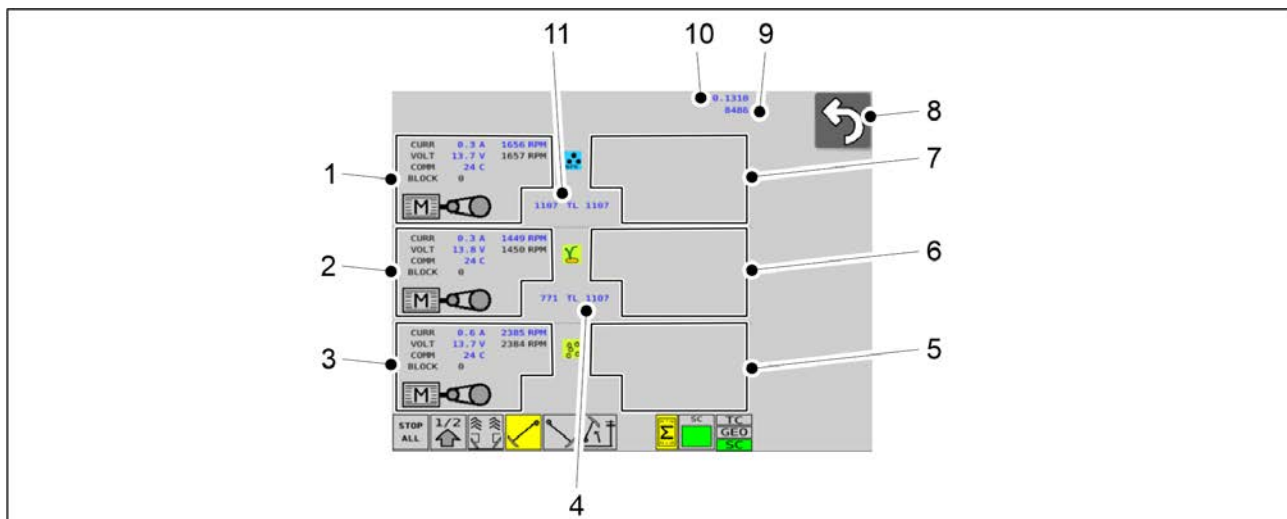 11 10 9
0.1310
8486
8
CURR 0.3 A 1656 RPM
VOLT 13.7 V 1657 RPM
COMM 24 C
BLOCK 0
M
1
7
1107 TL 1107
CURR 0.3 A 1449 RPM
VOLT 13.8 V 1450 RPM
COMM 24 C
BLOCK 0
M
2
6
771 TL 1107
CURR 0.6 A 2385 RPM
VOLT 13.7 V 2384 RPM
COMM 24 C
BLOCK 0
M
3
5
STOP
ALL
1/2
Σ
SC
TC
GEO
SC
4